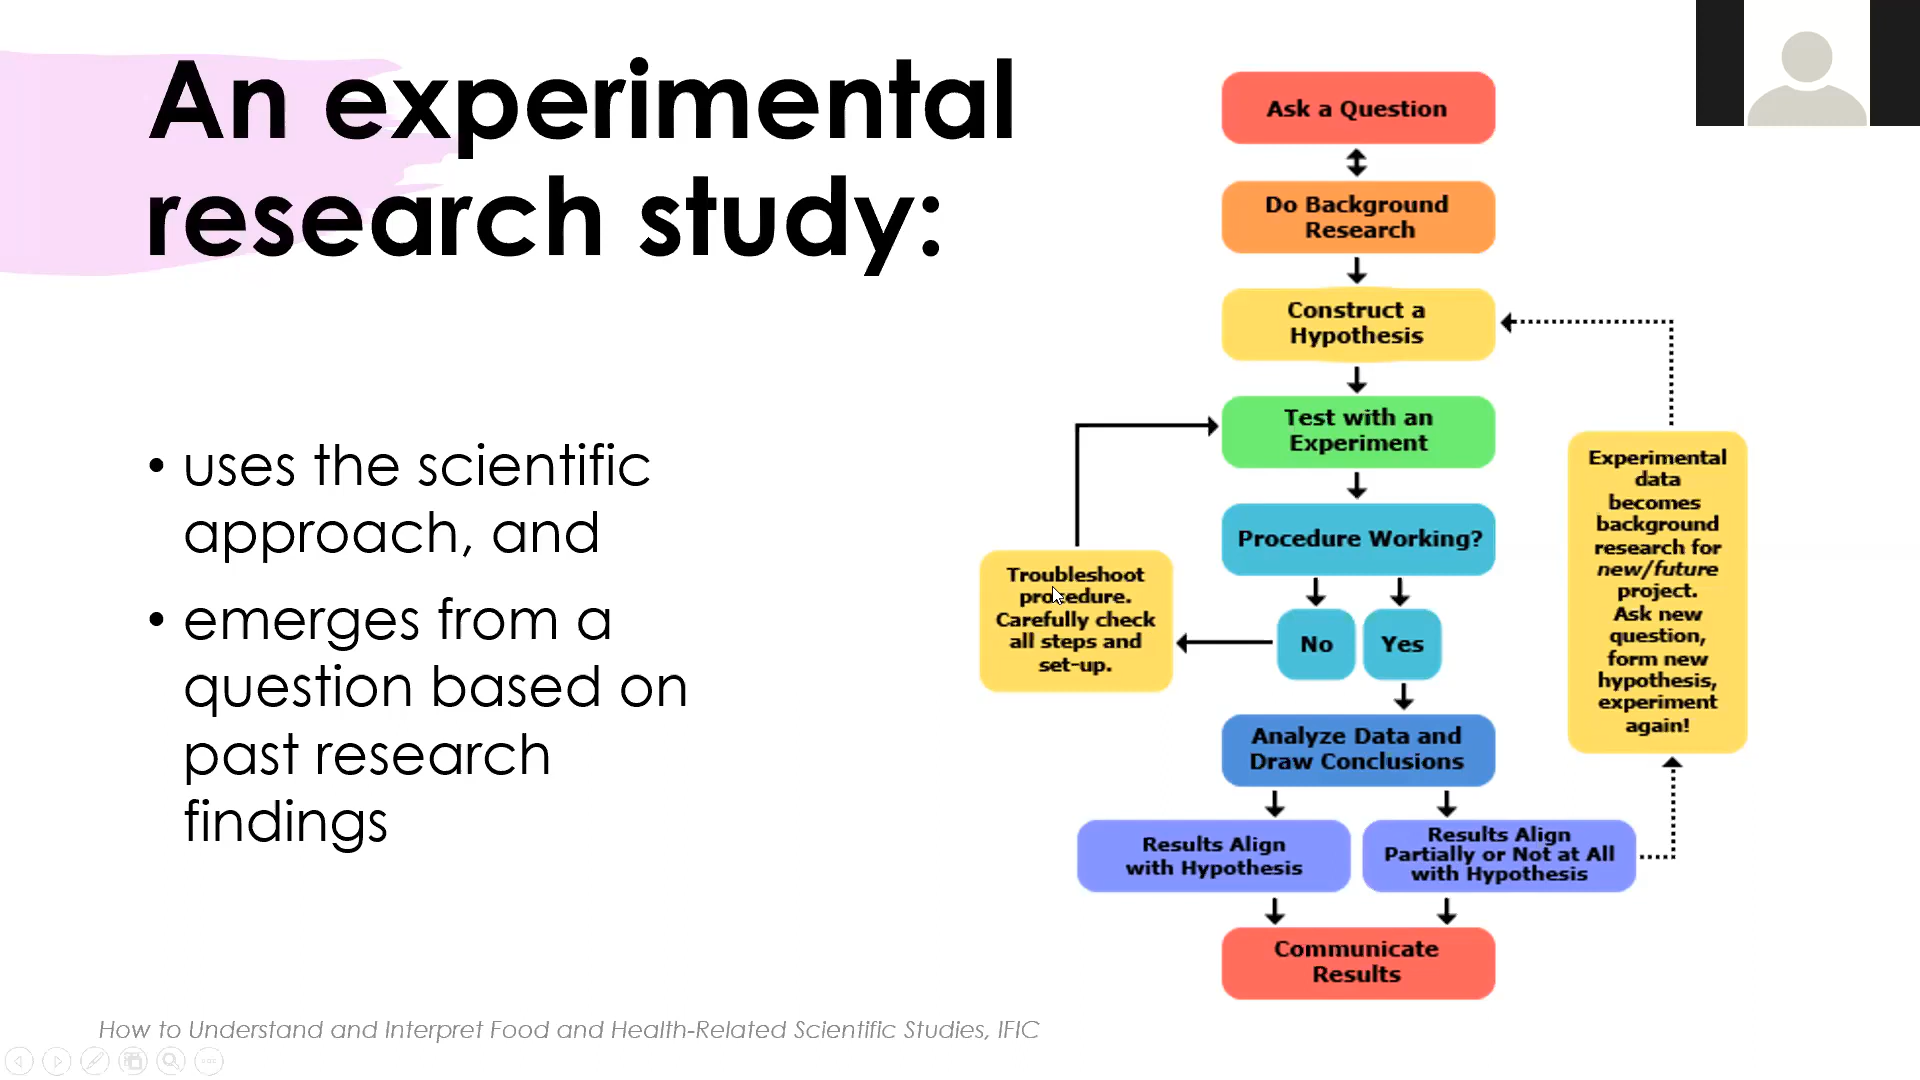 An experimental
research study:
• uses the scientific
approach, and
• emerges from a
question based on
past research
findings
Ask a Question
Do Background
Research
Construct a
Hypothesis
Test with an
Experiment
Procedure Working?
No
Yes
Troubleshoot
procedure.
Carefully check
all steps and
set-up.
Analyze Data and
Draw Conclusions
Results Align
with Hypothesis
Results Align
Partially or Not at All
with Hypothesis
Communicate
Results
Experimental
data
becomes
background
research for
new/future
project.
Ask new
question,
form new
hypothesis,
experiment
again!
How to Understand and Interpret Food and Health-Related Scientific Studies, IFIC